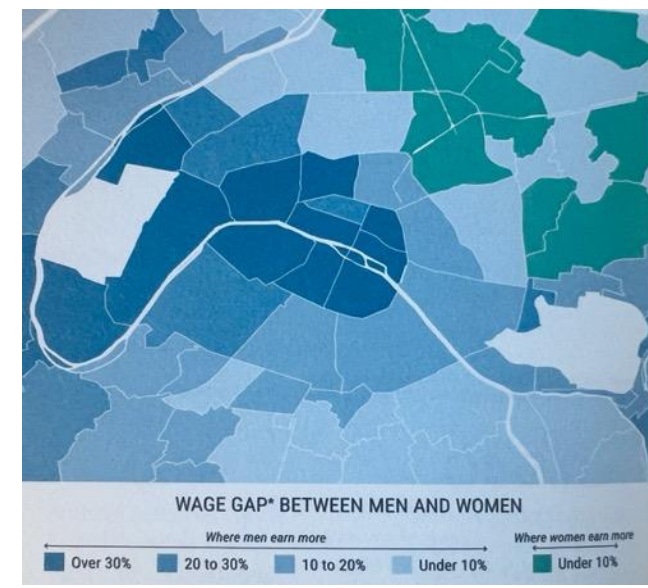 WAGE GAP* BETWEEN MEN AND WOMEN
Where men earn more
Where women earn more
Over 30%
20 to 30%
10 to 20%
Under 10%
Under 10%